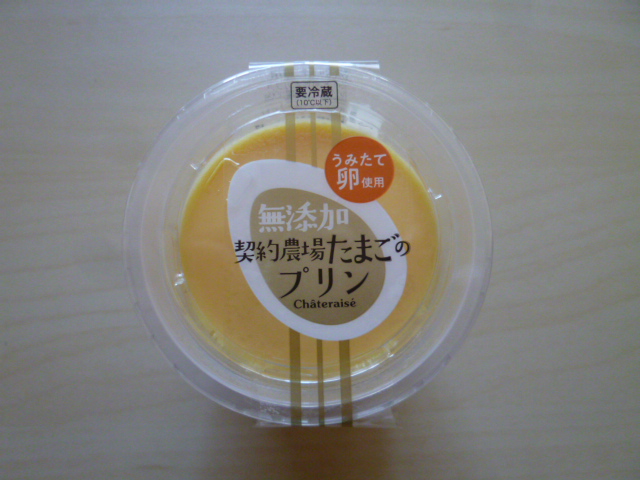 要冷蔵
(10℃以下)
うみたて
卵使用
無添加
契約農場たまごの
プリン
Châteraisé